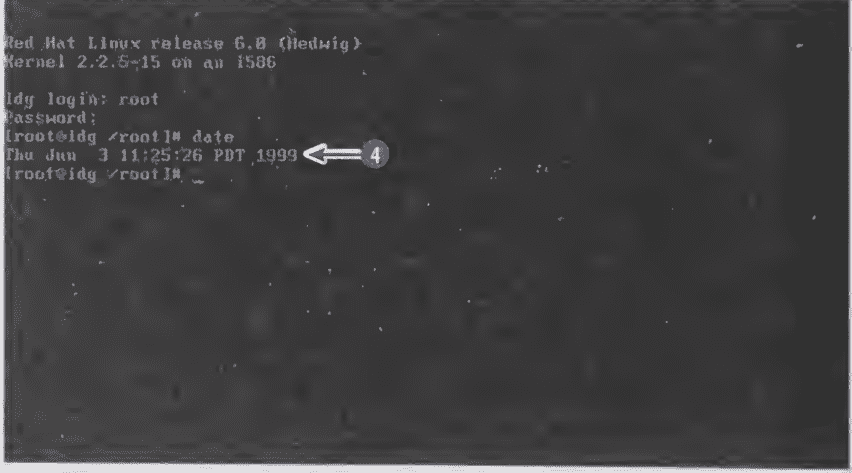 Red Hat Linux release 6.0 (Hedwig)
Kernel 2.2.5-15 on an i586
idg login: root
Password:
[root@idg /root]# date
Thu Jun  3 11:25:26 PDT 1999 4
[root@idg /root]# _